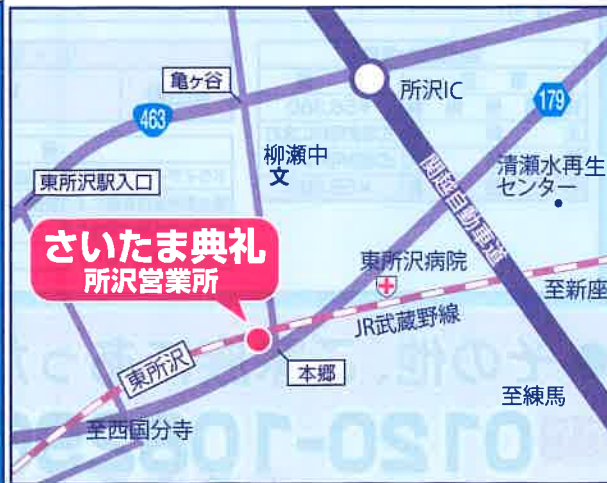 亀ヶ谷
所沢IC
463
179
柳瀬中
文
清瀬水再生
センター
東所沢駅入口
関越自動車道
さいたま典礼
所沢営業所
東所沢病院
至新座
JR武蔵野線
東所沢
本郷
至練馬
至西国分寺
0120-10